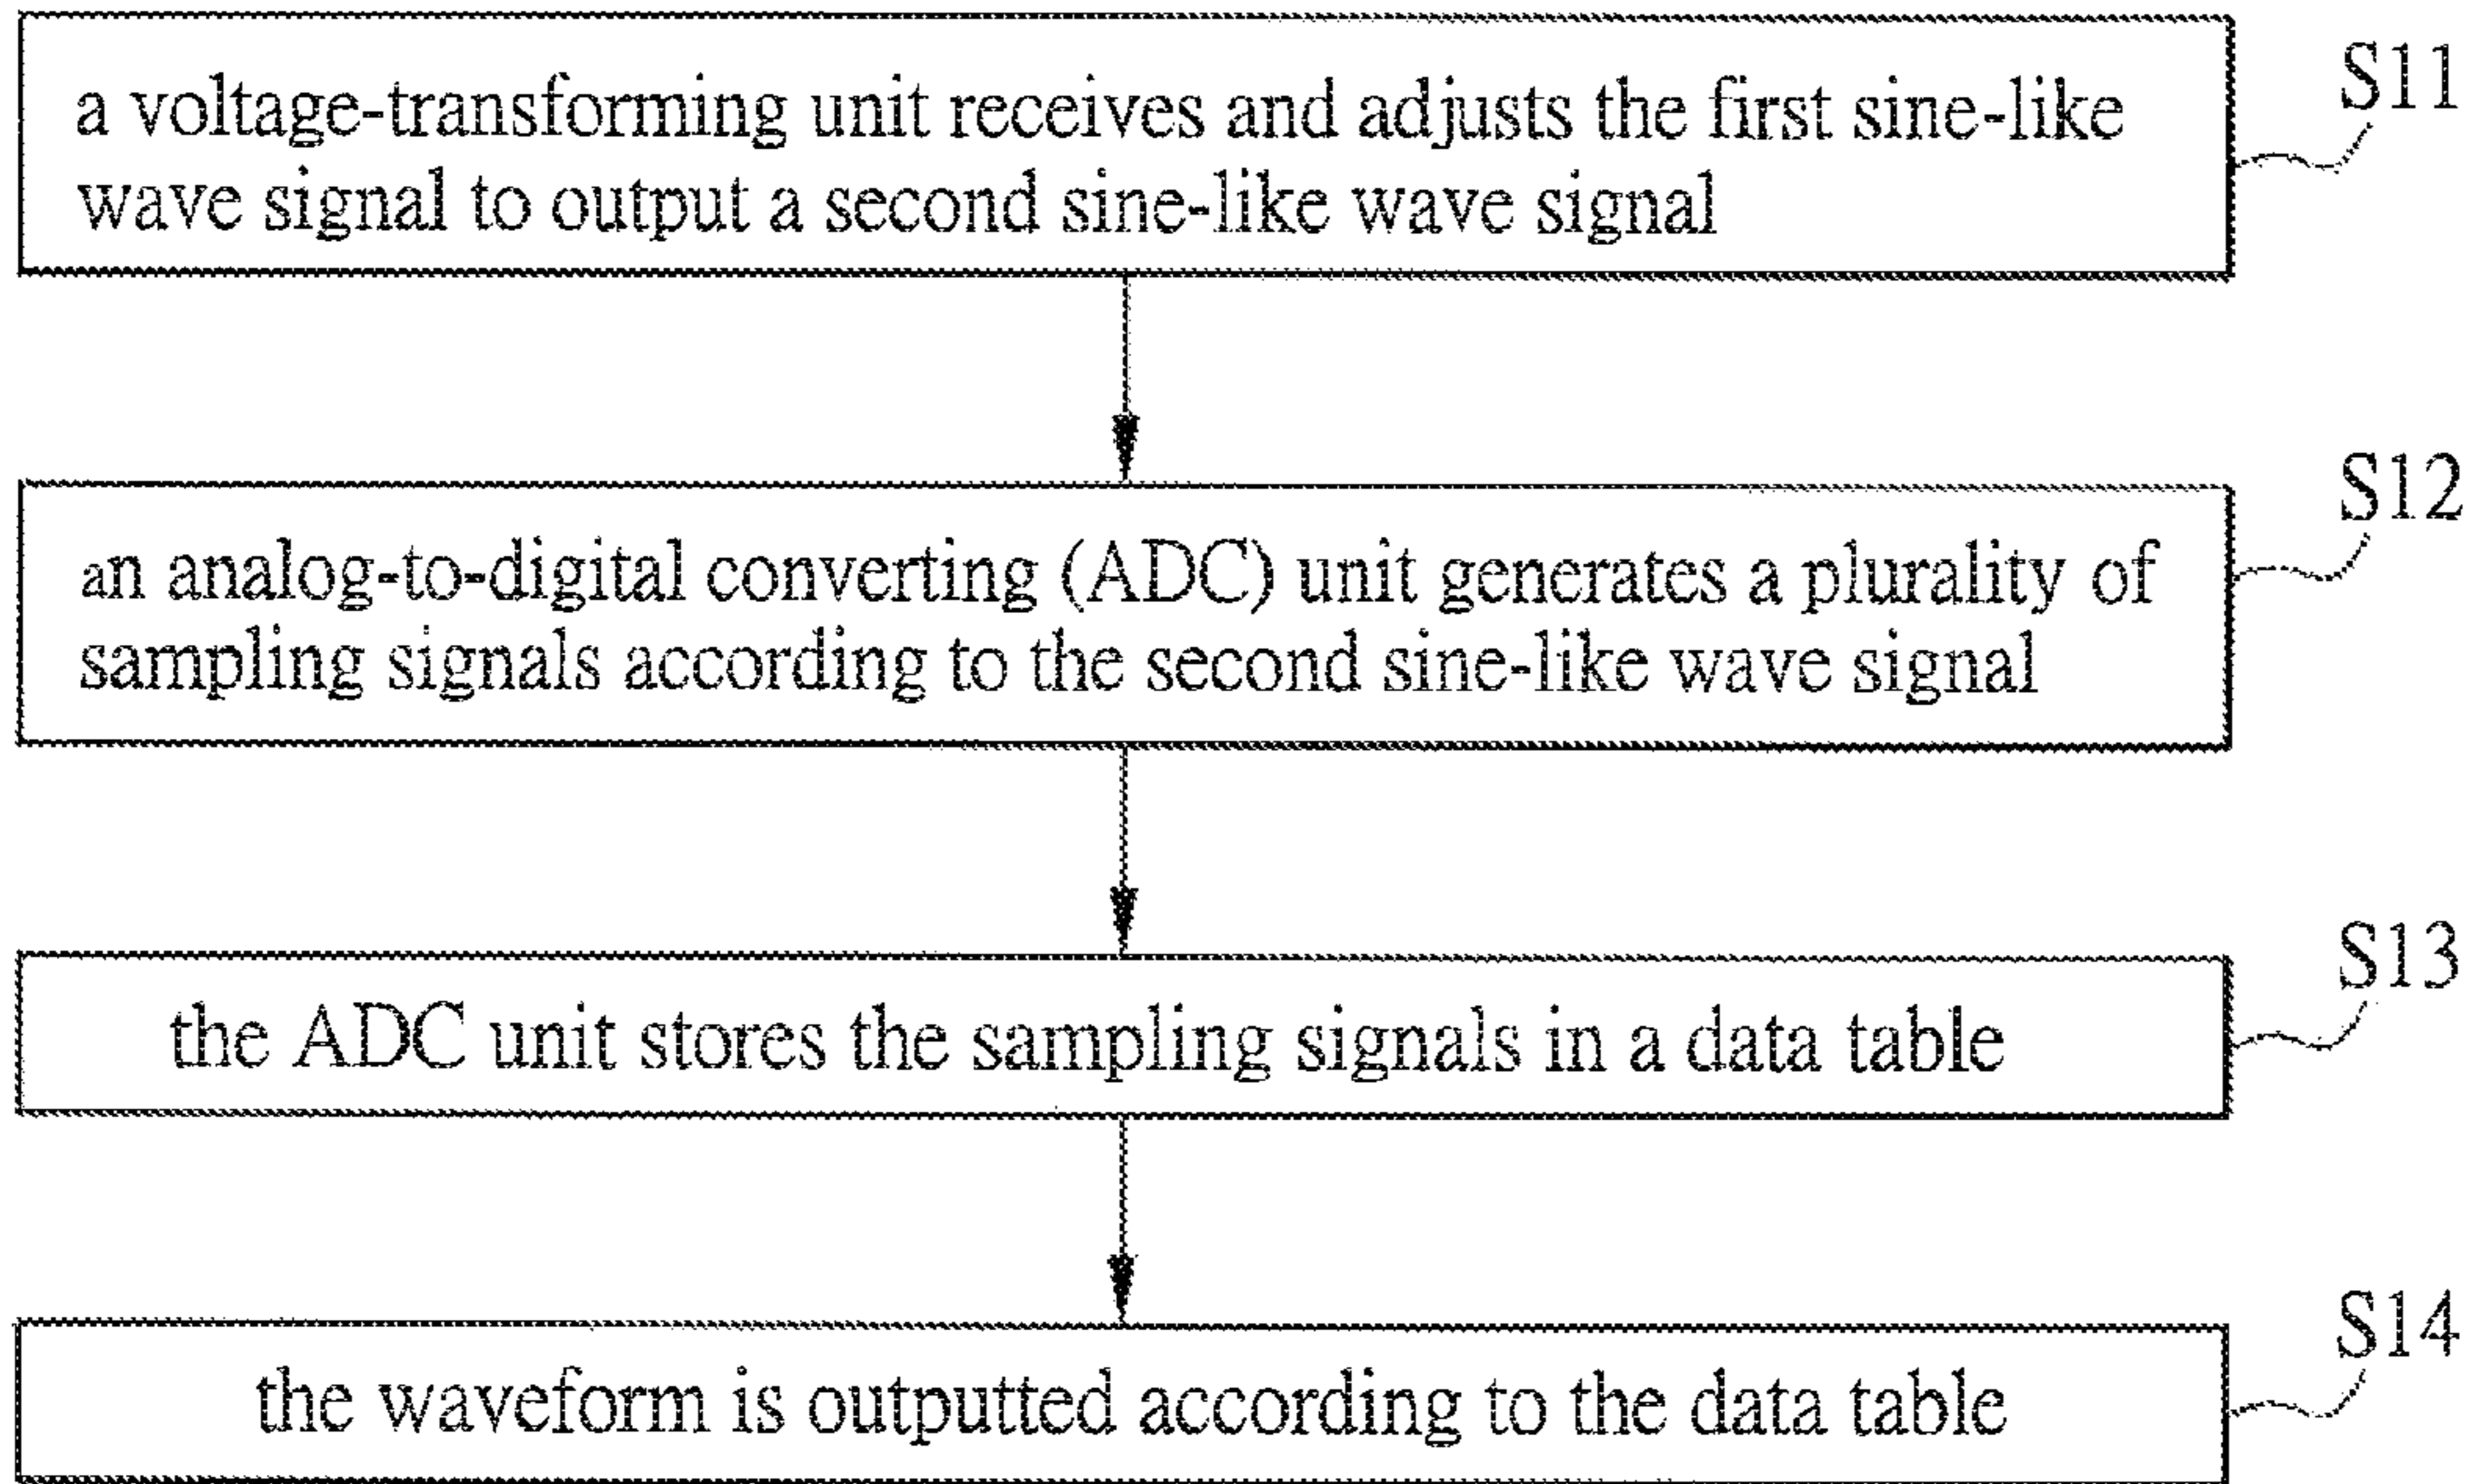 a voltage-transforming unit receives and adjusts the first sine-like
wave signal to output a second sine-like wave signal
S11
an analog-to-digital converting (ADC) unit generates a plurality of
sampling signals according to the second sine-like wave signal
S12
the ADC unit stores the sampling signals in a data table
S13
the waveform is outputted according to the data table
S14